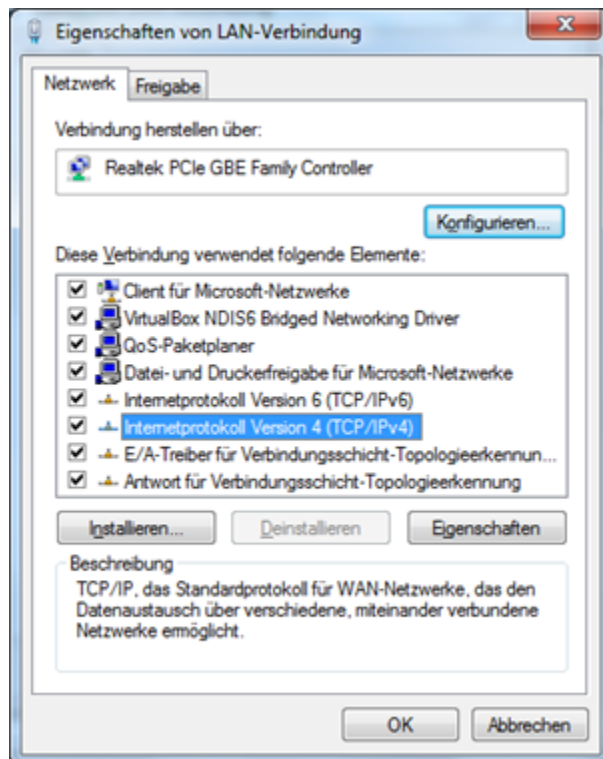 Eigenschaften von LAN-Verbindung
Netzwerk
Freigabe
Verbindung herstellen über:
Realtek PCIe GBE Family Controller
Konfigurieren...
Diese Verbindung verwendet folgende Elemente:
Client für Microsoft-Netzwerke
VirtualBox NDIS6 Bridged Networking Driver
QoS-Paketplaner
Datei- und Druckerfreigabe für Microsoft-Netzwerke
Internetprotokoll Version 6 (TCP/IPv6)
Internetprotokoll Version 4 (TCP/IPv4)
E/A-Treiber für Verbindungsschicht-Topologieerkennun...
Antwort für Verbindungsschicht-Topologieerkennung
Installieren...
Deinstallieren
Eigenschaften
Beschreibung
TCP/IP, das Standardprotokoll für WAN-Netzwerke, das den
Datenaustausch über verschiedene, miteinander verbundene
Netzwerke ermöglicht.
OK
Abbrechen